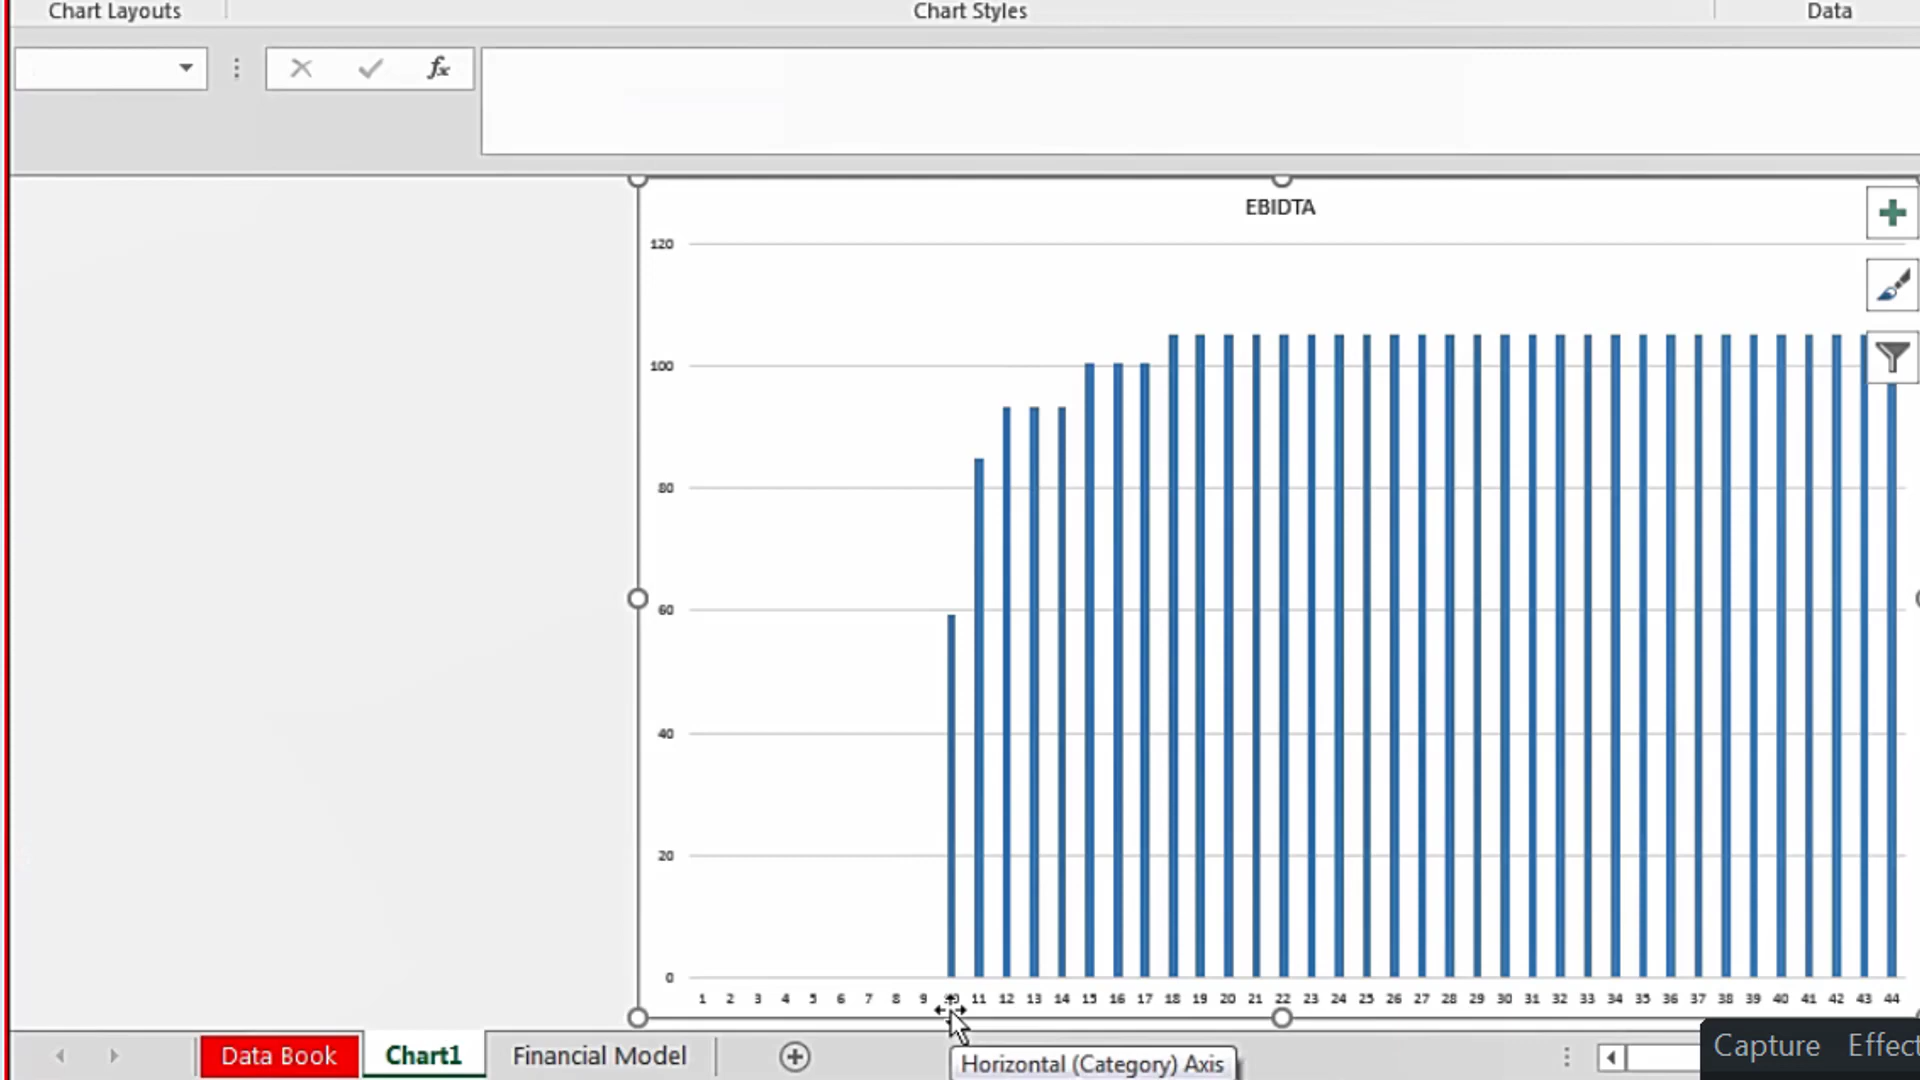 Chart Layouts Chart Styles Data
fx
EBIDTA
120
100
80
60
40
20
0
1 2 3 4 5 6 7 8 9 11 12 13 14 15 16 17 18 19 20 21 22 23 24 25 26 27 28 29 30 31 32 33 34 35 36 37 38 39 40 41 42 43 44
Data Book Chart1 Financial Model
Horizontal (Category) Axis
Capture Effect